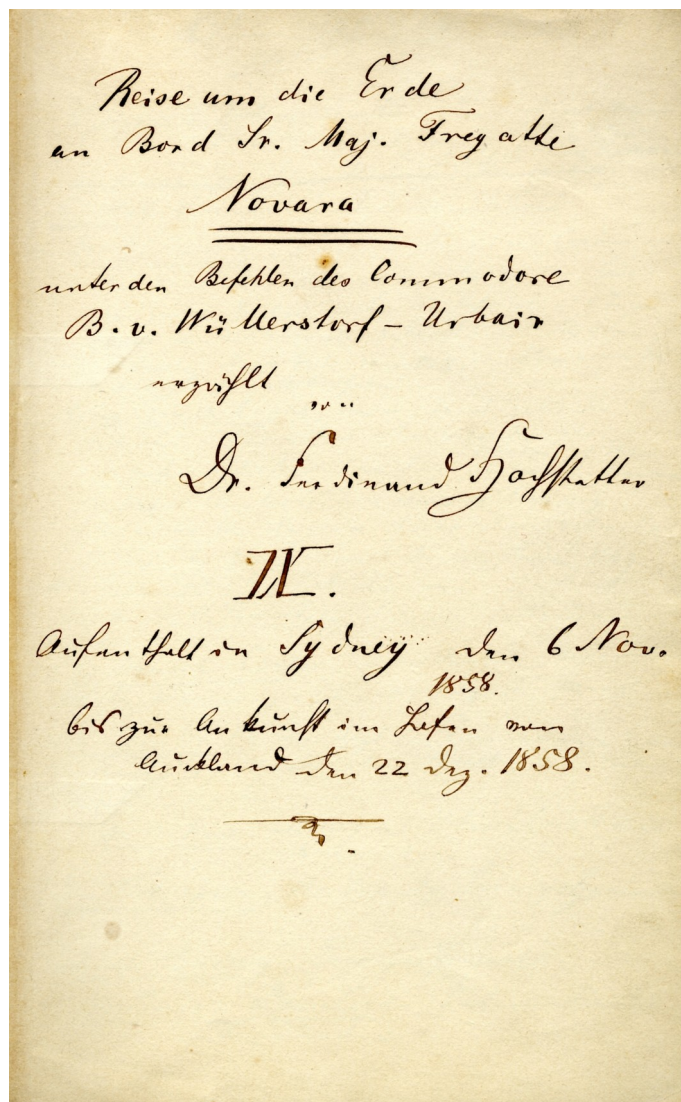 Reise um die Erde
an Bord Sr. Maj. Fregatte
Novara
unter den Befehlen des Commodore
B. v. Wüllerstorf – Urbair
erzählt
von
Dr. Ferdinand Hochstetter
IX.
Aufenthalt in Sydney den 6 Nov.
1858.
bis zur Ankunft im Hafen von
Auckland den 22 Dez. 1858.